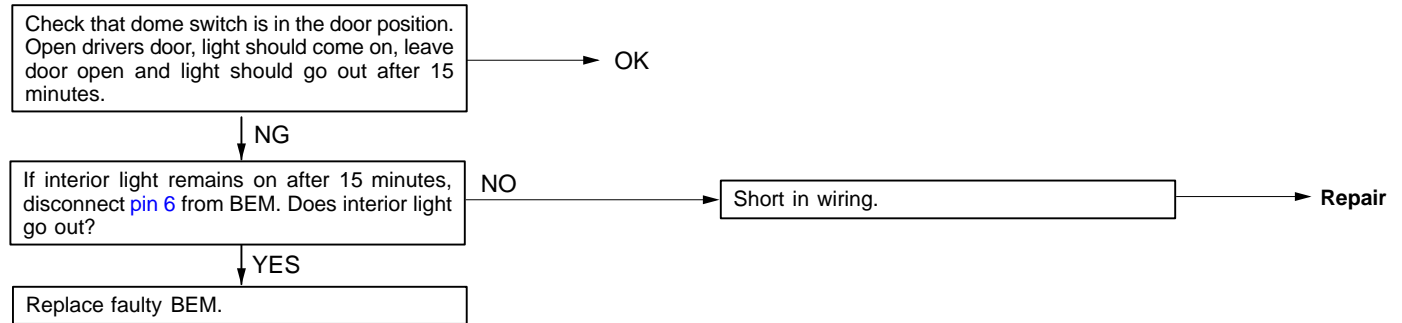 Check that dome switch is in the door position.
Open drivers door, light should come on, leave
door open and light should go out after 15
minutes.
OK
NG
If interior light remains on after 15 minutes,
disconnect pin 6 from BEM. Does interior light
go out?
NO
Short in wiring.
Repair
YES
Replace faulty BEM.